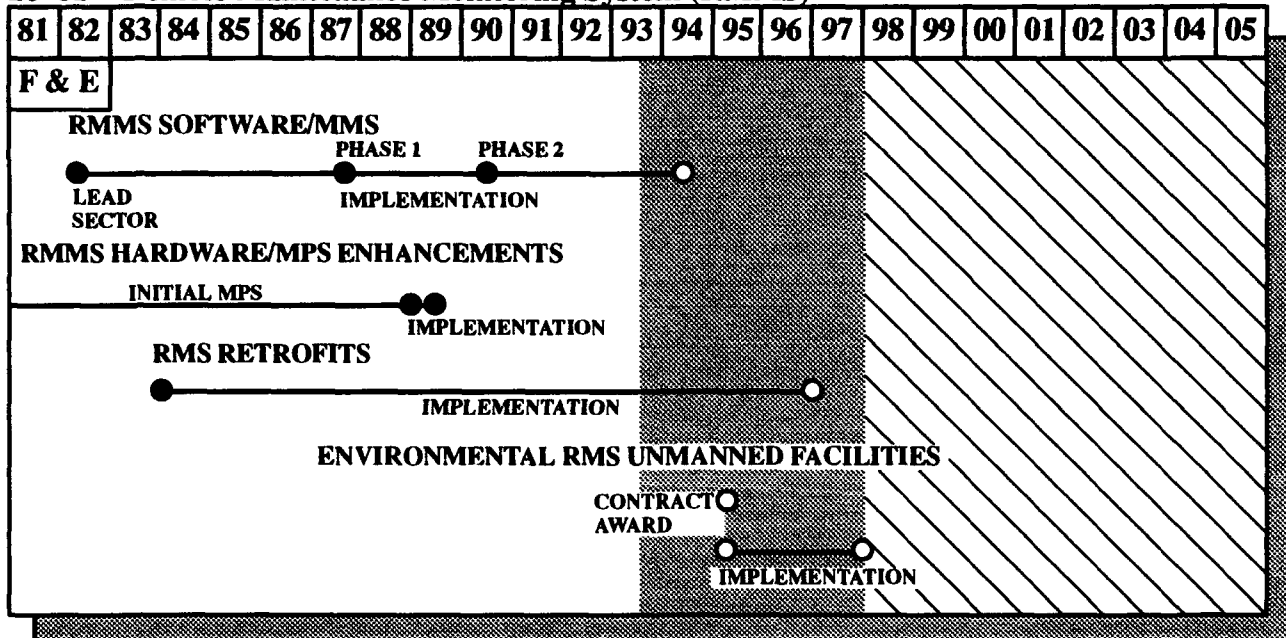 81 82 83 84 85 86 87 88 89 90 91 92 93 94 95 96 97 98 99 00 01 02 03 04 05
F & E
RMMS SOFTWARE/MMS
PHASE 1 PHASE 2
LEAD IMPLEMENTATION
SECTOR
RMMS HARDWARE/MPS ENHANCEMENTS
INITIAL MPS
IMPLEMENTATION
RMS RETROFITS
IMPLEMENTATION
ENVIRONMENTAL RMS UNMANNED FACILITIES
CONTRACT
AWARD
IMPLEMENTATION